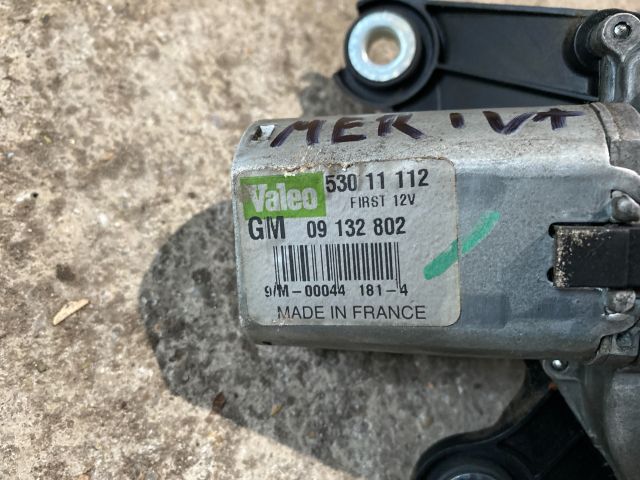 MERIVA
Valeo 530 11 112
FIRST 12V
GM 09 132 802
9/M-00044 181-4
MADE IN FRANCE